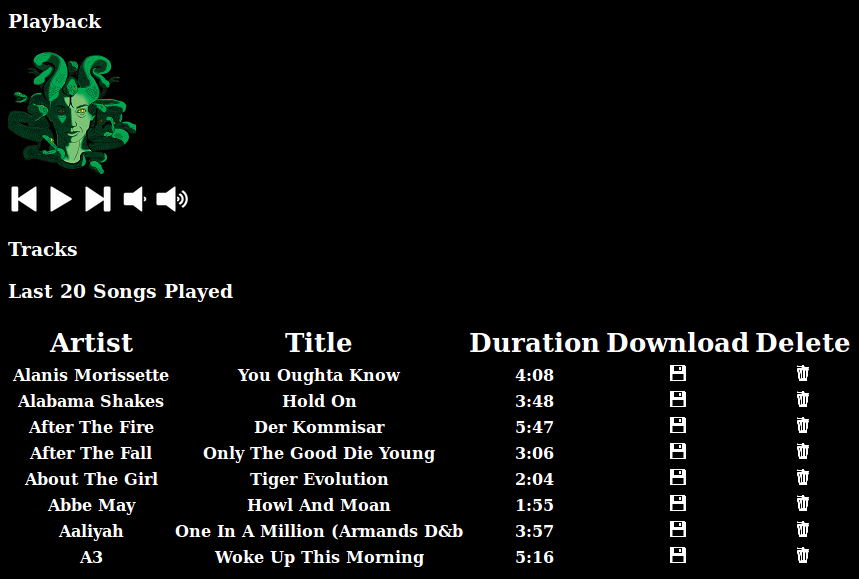 Playback
Tracks
Last 20 Songs Played
Artist Title Duration Download Delete
Alanis Morissette You Oughta Know 4:08
Alabama Shakes Hold On 3:48
After The Fire Der Kommisar 5:47
After The Fall Only The Good Die Young 3:06
About The Girl Tiger Evolution 2:04
Abbe May Howl And Moan 1:55
Aaliyah One In A Million (Armands D&b 3:57
A3 Woke Up This Morning 5:16